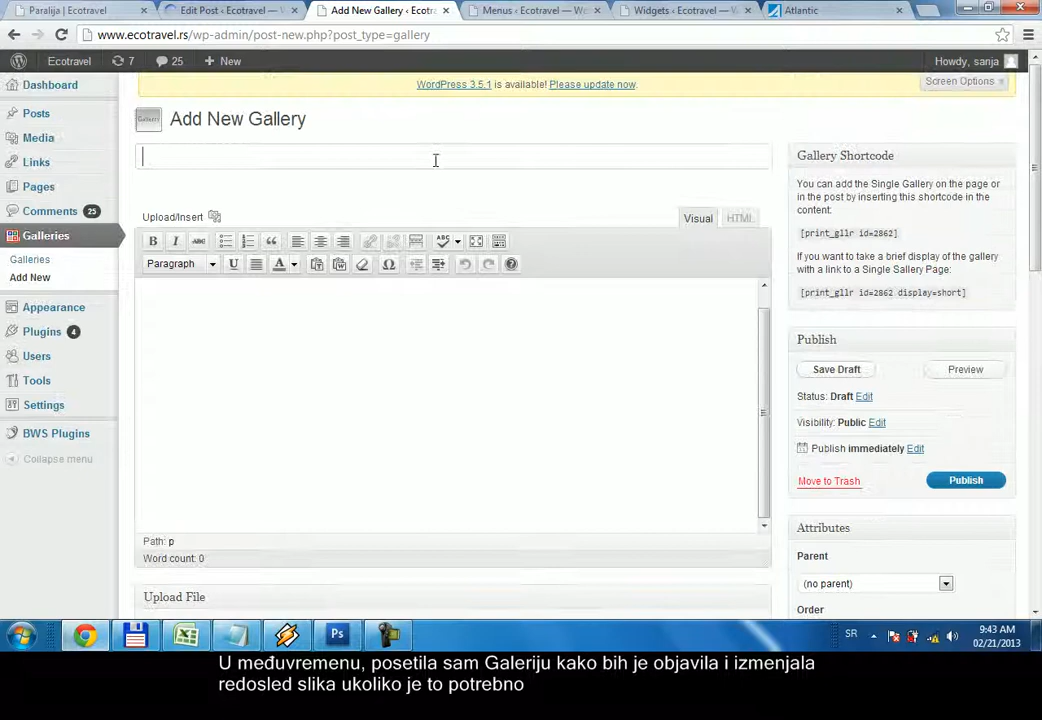 Paralija | Ecotravel
Edit Post ‹ Ecotravel —
Add New Gallery ‹ Ecotr
Menus ‹ Ecotravel — Wo
Widgets ‹ Ecotravel — W
Atlantic
www.ecotravel.rs/wp-admin/post-new.php?post_type=gallery
Ecotravel
7
25
+ New
Howdy, sanja
Dashboard
Posts
Media
Links
Pages
Comments 25
Galleries
Galleries
Add New
Appearance
Plugins 4
Users
Tools
Settings
BWS Plugins
Collapse menu
WordPress 3.5.1 is available! Please update now.
Screen Options
Gallery
Add New Gallery
Upload/Insert
Visual
HTML
B I ABC
ABC
Paragraph
U
A
Ω
Path: p
Word count: 0
Upload File
Gallery Shortcode
You can add the Single Gallery on the page or
in the post by inserting this shortcode in the
content:
[print_gllr id=2862]
If you want to take a brief display of the gallery
with a link to a Single Sallery Page:
[print_gllr id=2862 display=short]
Publish
Save Draft
Preview
Status: Draft Edit
Visibility: Public Edit
Publish immediately Edit
Move to Trash
Publish
Attributes
Parent
(no parent)
Order
Ps
SR
9:43 AM
02/21/2013
U međuvremenu, posetila sam Galeriju kako bih je objavila i izmenjala
redosled slika ukoliko je to potrebno